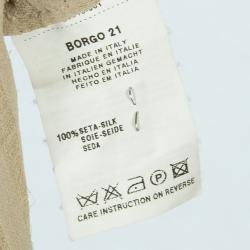 BORGO 21
MADE IN ITALY
FABRIQUE EN ITALIE
IN ITALIEN GEMACHT
HECHO EN ITALIA
FEITO EM ITALIA
100% SETA-SILK
SOIE-SEIDE
SEDA
CARE INSTRUCTION ON REVERSE